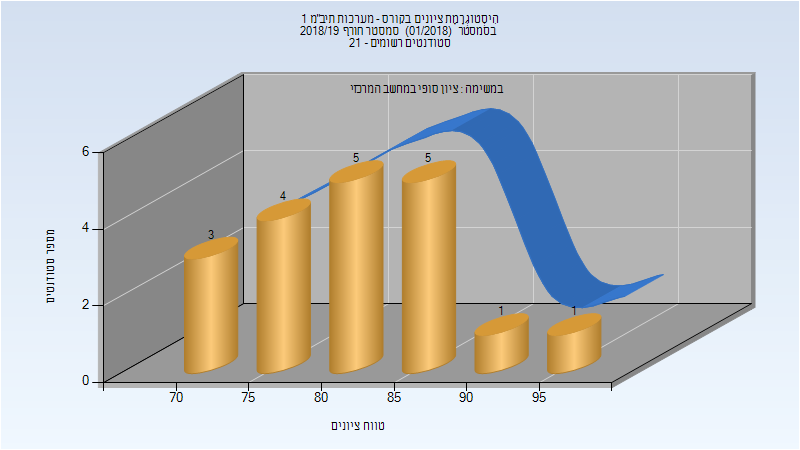 היסטוגרמת ציונים בקורס - מערכות תיב"מ 1
בסמסטר (01/2018) סמסטר חורף 2018/19
סטודנטים רשומים - 21
במשימה : ציון סופי במחשב המרכזי
6
4
2
0
מספר סטודנטים
3
4
5
5
1
1
70
75
80
85
90
95
טווח ציונים